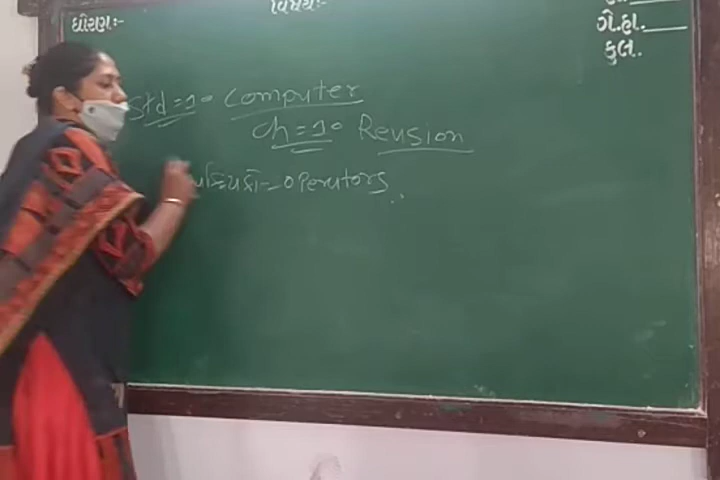 ધોરણ:-
વિષય:-
ગે.હા.
કુલ.
Std = 10 Computer
Ch = 10 Revision
પ્રક્રિયકો = Operators